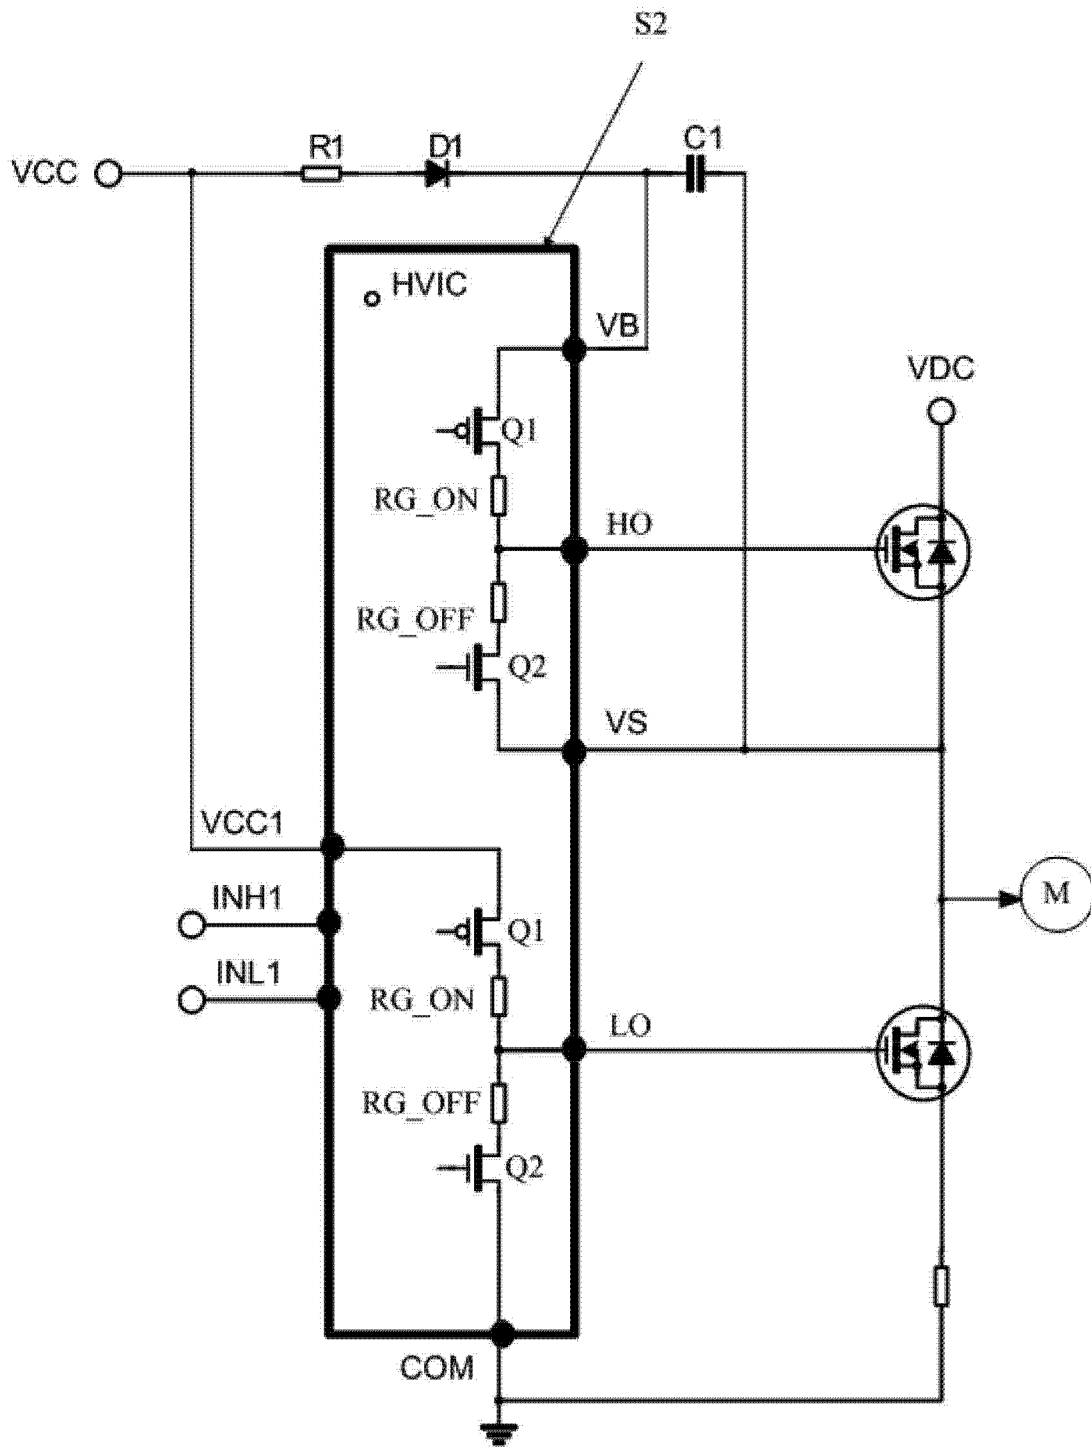 S2
VCC
R1
D1
C1
HVIC
VB
VDC
Q1
RG_ON
HO
RG_OFF
Q2
VS
VCC1
INH1
M
Q1
INL1
RG_ON
LO
RG_OFF
Q2
COM